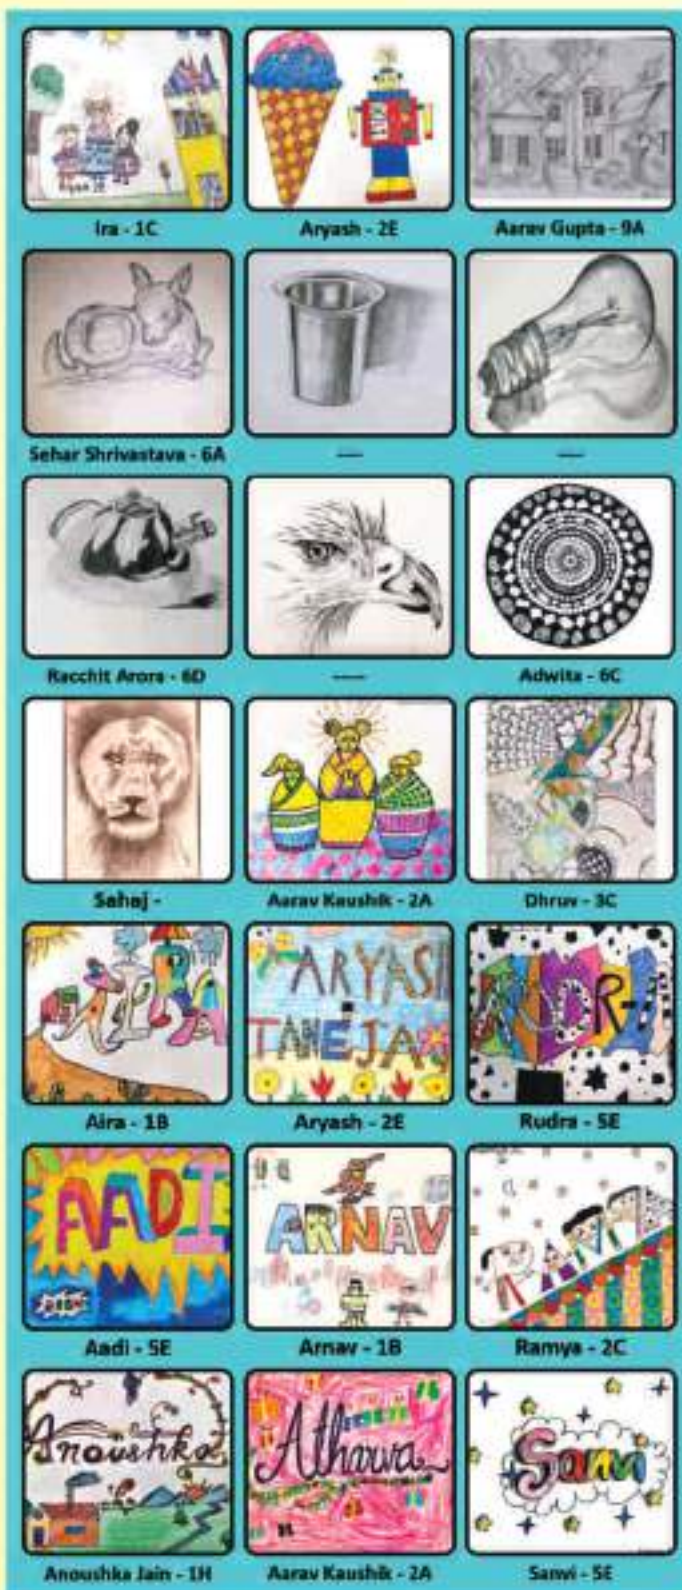 Ira - 1C
Aryash - 2E
Aarav Gupta - 9A
Sehar Shrivastava - 6A
----
----
Racchit Arora - 6D
----
Adwita - 6C
Sahaj -
Aarav Kaushik - 2A
Dhruv - 3C
ARYAS
TANEJA
Aira - 1B
Aryash - 2E
Rudra - 5E
AADI
ARNAV
Aadi - 5E
Arnav - 1B
Ramya - 2C
Anoushka
Atharva
Sanvi
Anoushka Jain - 1H
Aarav Kaushik - 2A
Sanvi - 5E